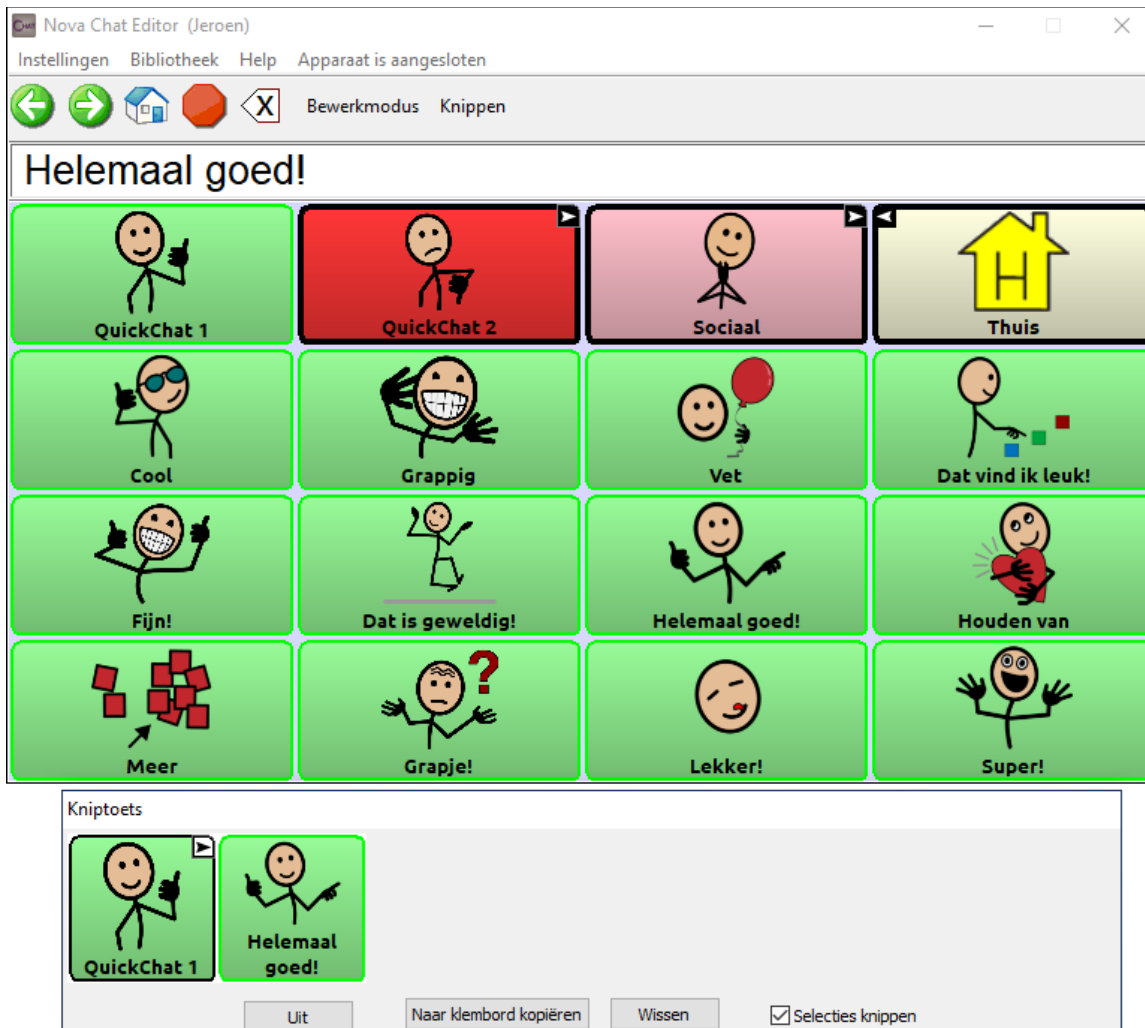 Nova Chat Editor (Jeroen)
Instellingen Bibliotheek Help Apparaat is aangesloten
X Bewerkmodus Knippen
Helemaal goed!
QuickChat 1 QuickChat 2 Sociaal H Thuis
Cool Grappig Vet Dat vind ik leuk!
Fijn! Dat is geweldig! Helemaal goed! Houden van
Meer ? Grapje! Lekker! Super!
Kniptoets
QuickChat 1 Helemaal
goed!
Uit Naar klembord kopiëren Wissen Selecties knippen